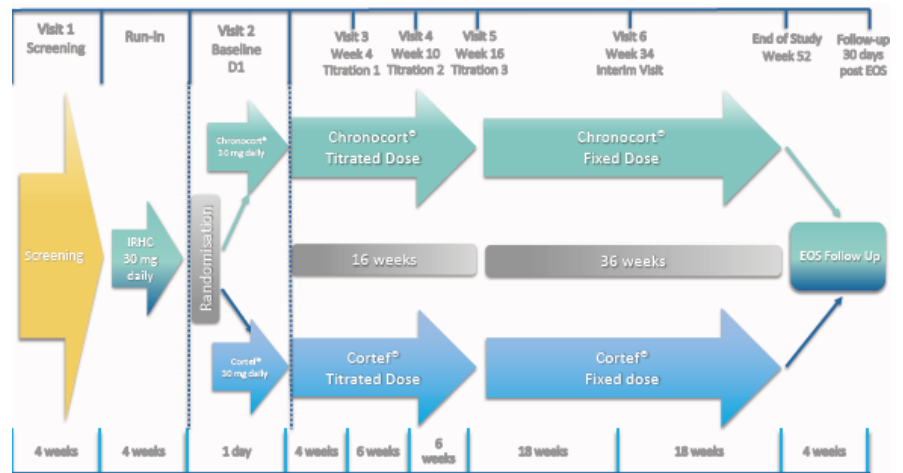 Visit 1
Screening
Run-In
Visit 2
Baseline
D1
Visit 3
Week 4
Titration 1
Visit 4
Week 10
Titration 2
Visit 5
Week 16
Titration 3
Visit 6
Week 34
Interim Visit
End of Study
Week 52
Follow-up
30 days
post EOS
Screening
IRHC
30 mg
daily
Randomisation
Chronocort®
30 mg daily
Chronocort®
Titrated Dose
Chronocort®
Fixed Dose
16 weeks
36 weeks
EOS Follow Up
Cortef®
30 mg daily
Cortef®
Titrated Dose
Cortef®
Fixed dose
4 weeks
4 weeks
1 day
4 weeks
6 weeks
6
weeks
18 weeks
18 weeks
4 weeks